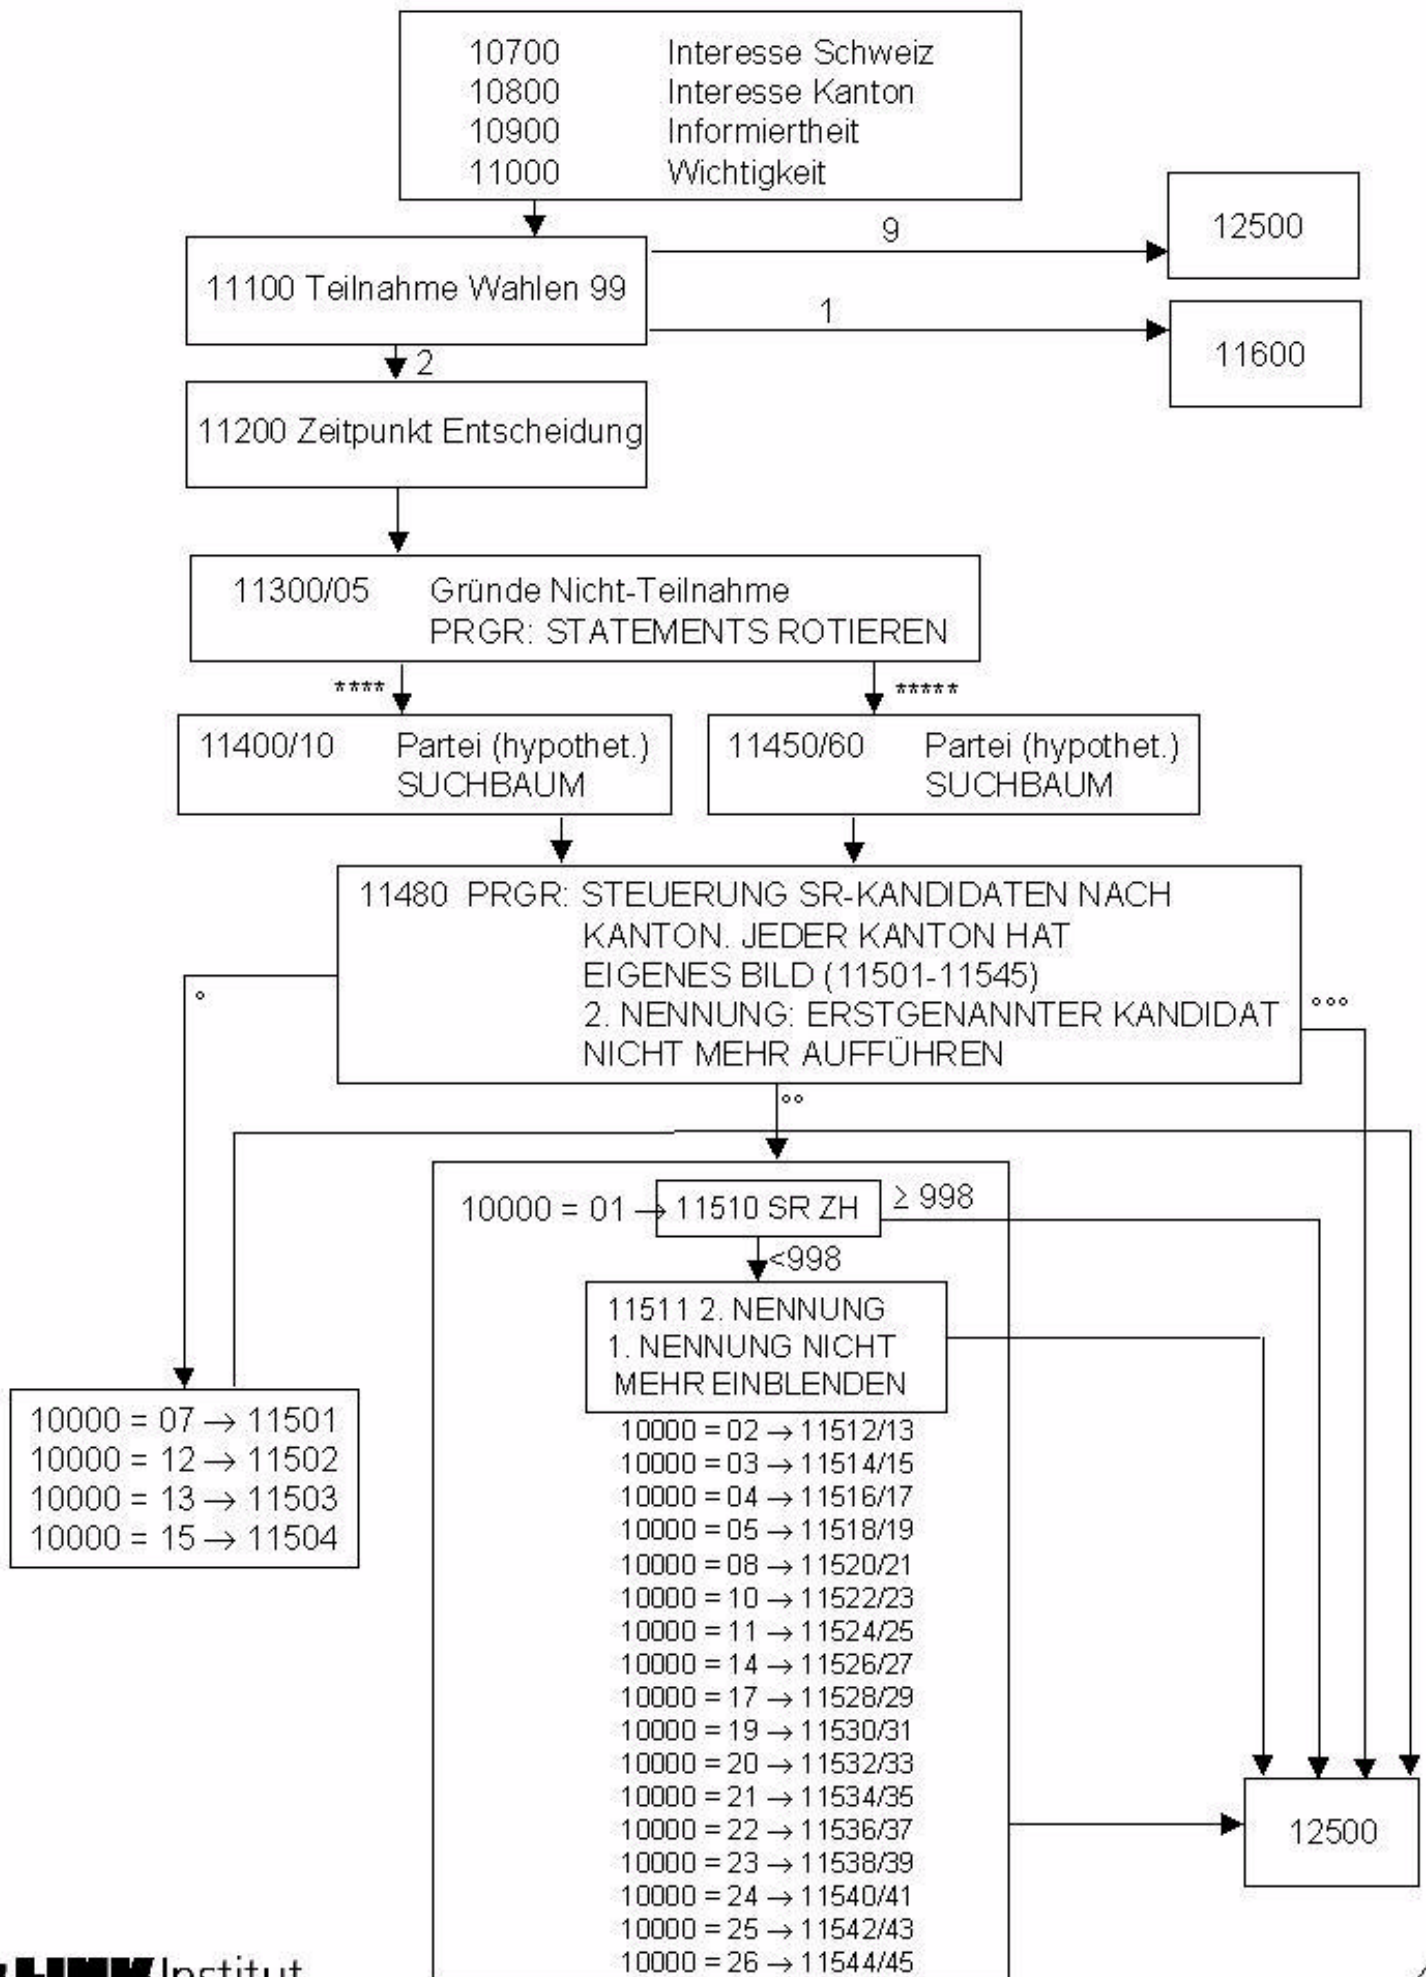 10700 Interesse Schweiz
10800 Interesse Kanton
10900 Informiertheit
11000 Wichtigkeit
9
12500
11100 Teilnahme Wahlen 99
1
11600
2
11200 Zeitpunkt Entscheidung
11300/05 Gründe Nicht-Teilnahme
PRGR: STATEMENTS ROTIEREN
**** *****
11400/10 Partei (hypothet.)
SUCHBAUM
11450/60 Partei (hypothet.)
SUCHBAUM
11480 PRGR: STEUERUNG SR-KANDIDATEN NACH
KANTON. JEDER KANTON HAT
EIGENES BILD (11501-11545)
2. NENNUNG: ERSTGENANNTER KANDIDAT
NICHT MEHR AUFFÜHREN
°
°°°
°°
10000 = 01 → 11510 SR ZH ≥ 998
<998
11511 2. NENNUNG
1. NENNUNG NICHT
MEHR EINBLENDEN
10000 = 07 → 11501
10000 = 12 → 11502
10000 = 13 → 11503
10000 = 15 → 11504
10000 = 02 → 11512/13
10000 = 03 → 11514/15
10000 = 04 → 11516/17
10000 = 05 → 11518/19
10000 = 08 → 11520/21
10000 = 10 → 11522/23
10000 = 11 → 11524/25
10000 = 14 → 11526/27
10000 = 17 → 11528/29
10000 = 19 → 11530/31
10000 = 20 → 11532/33
10000 = 21 → 11534/35
10000 = 22 → 11536/37
10000 = 23 → 11538/39
10000 = 24 → 11540/41
10000 = 25 → 11542/43
10000 = 26 → 11544/45
12500
LINK Institut